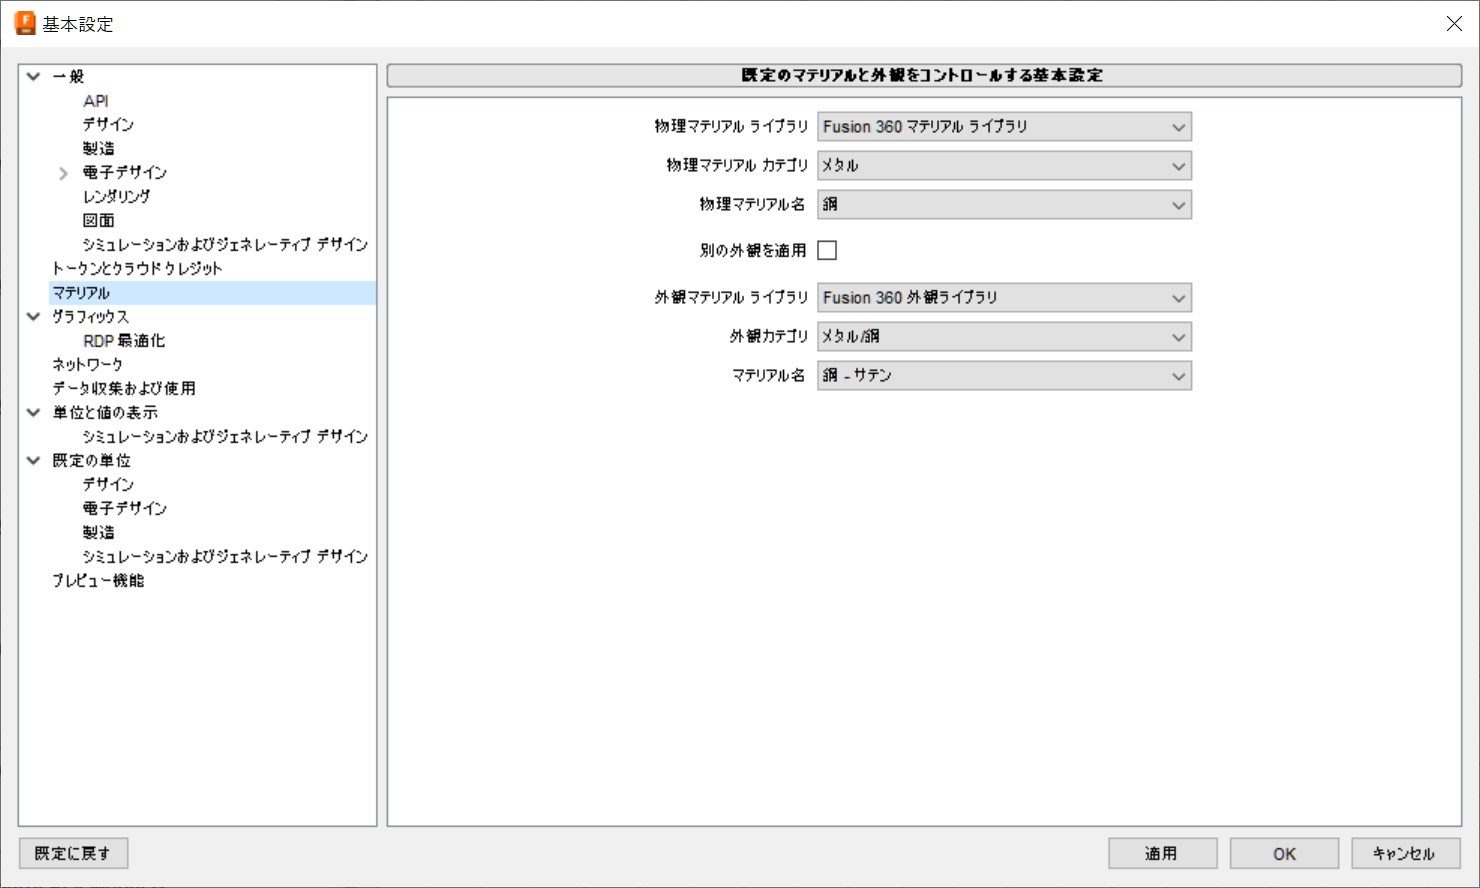 基本設定
一般
API
デザイン
製造
電子デザイン
レンダリング
図面
シミュレーションおよびジェネレーティブ デザイン
トークンとクラウド クレジット
マテリアル
グラフィックス
RDP 最適化
ネットワーク
データ収集および使用
単位と値の表示
シミュレーションおよびジェネレーティブ デザイン
既定の単位
デザイン
電子デザイン
製造
シミュレーションおよびジェネレーティブ デザイン
プレビュー機能
既定のマテリアルと外観をコントロールする基本設定
物理マテリアル ライブラリ Fusion 360 マテリアル ライブラリ
物理マテリアル カテゴリ メタル
物理マテリアル名 鋼
別の外観を適用
外観マテリアル ライブラリ Fusion 360 外観ライブラリ
外観カテゴリ メタル/鋼
マテリアル名 鋼 - サテン
既定に戻す 適用 OK キャンセル